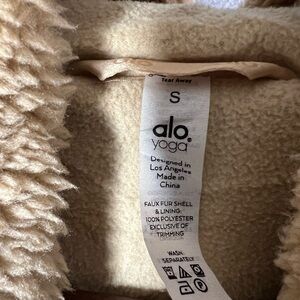 Tear Away
S
alo
yoga
Designed in
Los Angeles
Made in
China
FAUX FUR SHELL
& LINING:
100% POLYESTER
EXCLUSIVE OF
TRIMMING
WASH
SEPARATELY